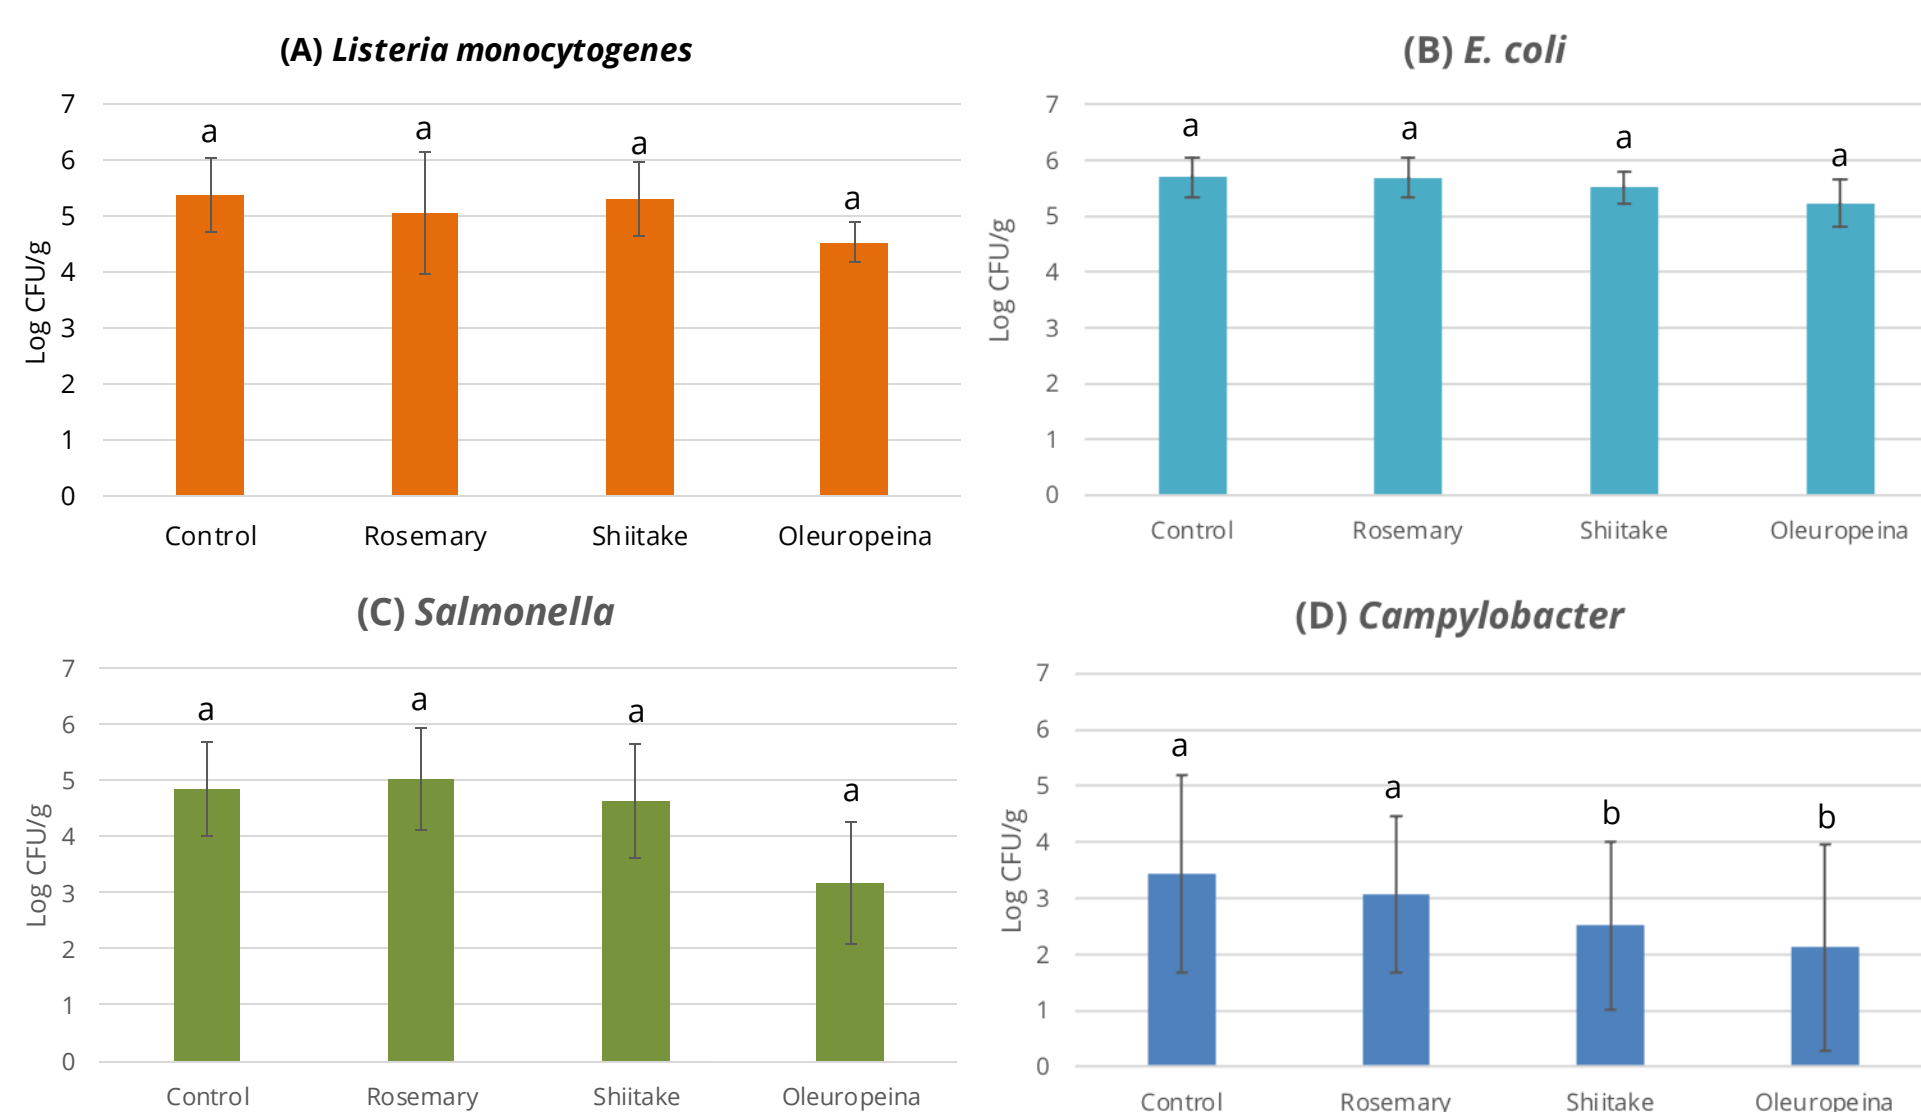 (A) Listeria monocytogenes
7
6
5
4
3
2
1
0
Log CFU/g
a
a
a
a
Control
Rosemary
Shiitake
Oleuropeina
(B) E. coli
7
6
5
4
3
2
1
0
Log CFU/g
a
a
a
a
Control
Rosemary
Shiitake
Oleuropeina
(C) Salmonella
7
6
5
4
3
2
1
0
Log CFU/g
a
a
a
a
Control
Rosemary
Shiitake
Oleuropeina
(D) Campylobacter
7
6
5
4
3
2
1
0
Log CFU/g
a
a
b
b
Control
Rosemary
Shiitake
Oleuropeina